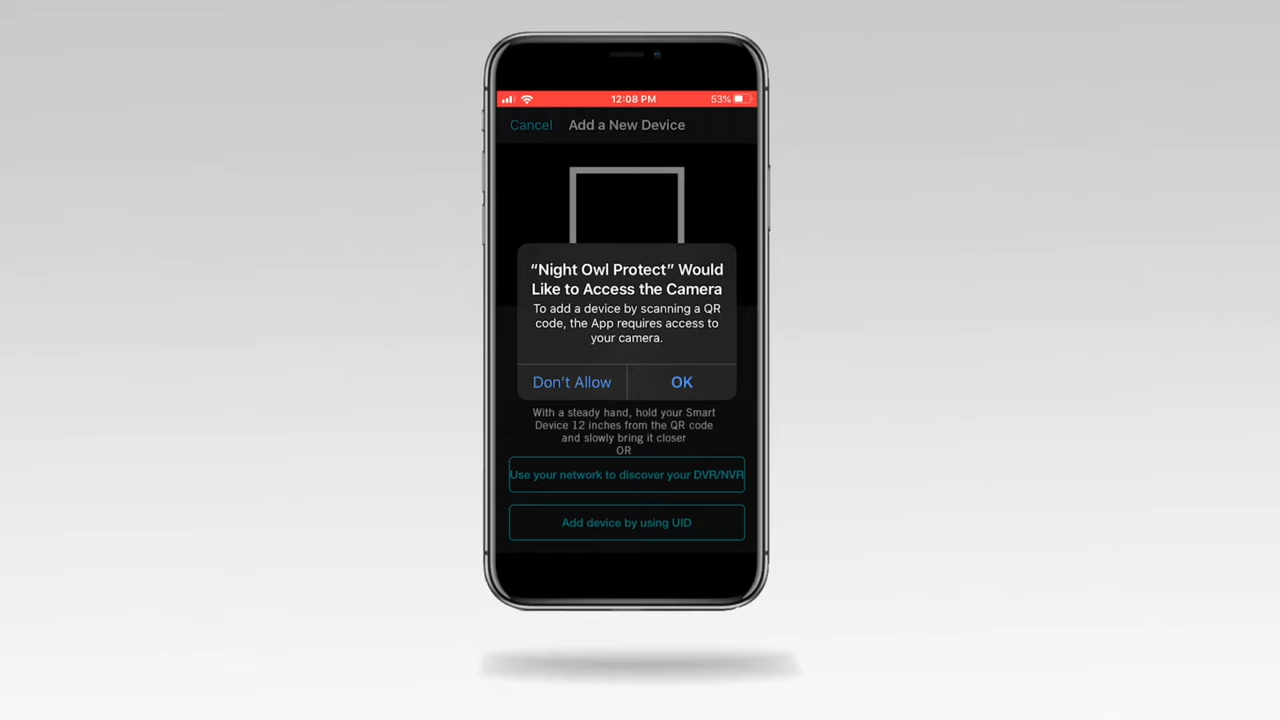 12:08 PM
53%
Cancel
Add a New Device
“Night Owl Protect” Would
Like to Access the Camera
To add a device by scanning a QR
code, the App requires access to
your camera.
Don’t Allow
OK
With a steady hand, hold your Smart
Device 12 inches from the QR code
and slowly bring it closer
OR
Use your network to discover your DVR/NVR
Add device by using UID